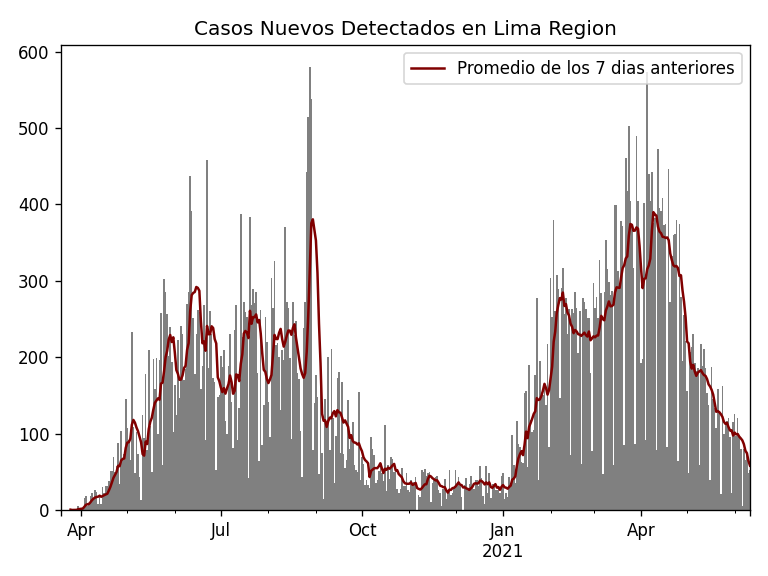 Casos Nuevos Detectados en Lima Region
Promedio de los 7 dias anteriores
600
500
400
300
200
100
0
Apr
Jul
Oct
Jan
2021
Apr